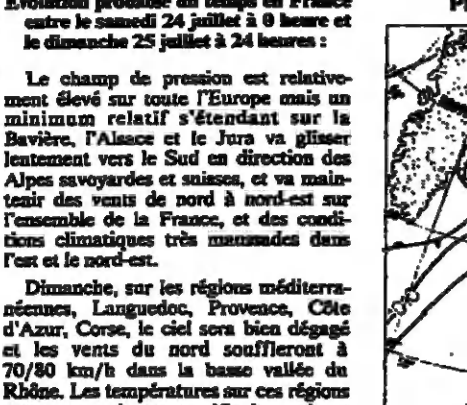 Évolution probable du temps en France
entre le samedi 24 juillet à 0 heure et
le dimanche 25 juillet à 24 heures :
Le champ de pression est relative-
ment élevé sur toute l'Europe mais un
minimum relatif s'étendant sur la
Bavière, l'Alsace et le Jura va glisser
lentement vers le Sud en direction des
Alpes savoyardes et suisses, et va main-
tenir des vents de nord à nord-est sur
l'ensemble de la France, et des condi-
tions climatiques très maussades dans
l'est et le nord-est.
Dimanche, sur les régions méditerra-
néennes, Languedoc, Provence, Côte
d'Azur, Corse, le ciel sera bien dégagé
et les vents du nord souffleront à
70/80 km/h dans la basse vallée du
Rhône. Les températures sur ces régions